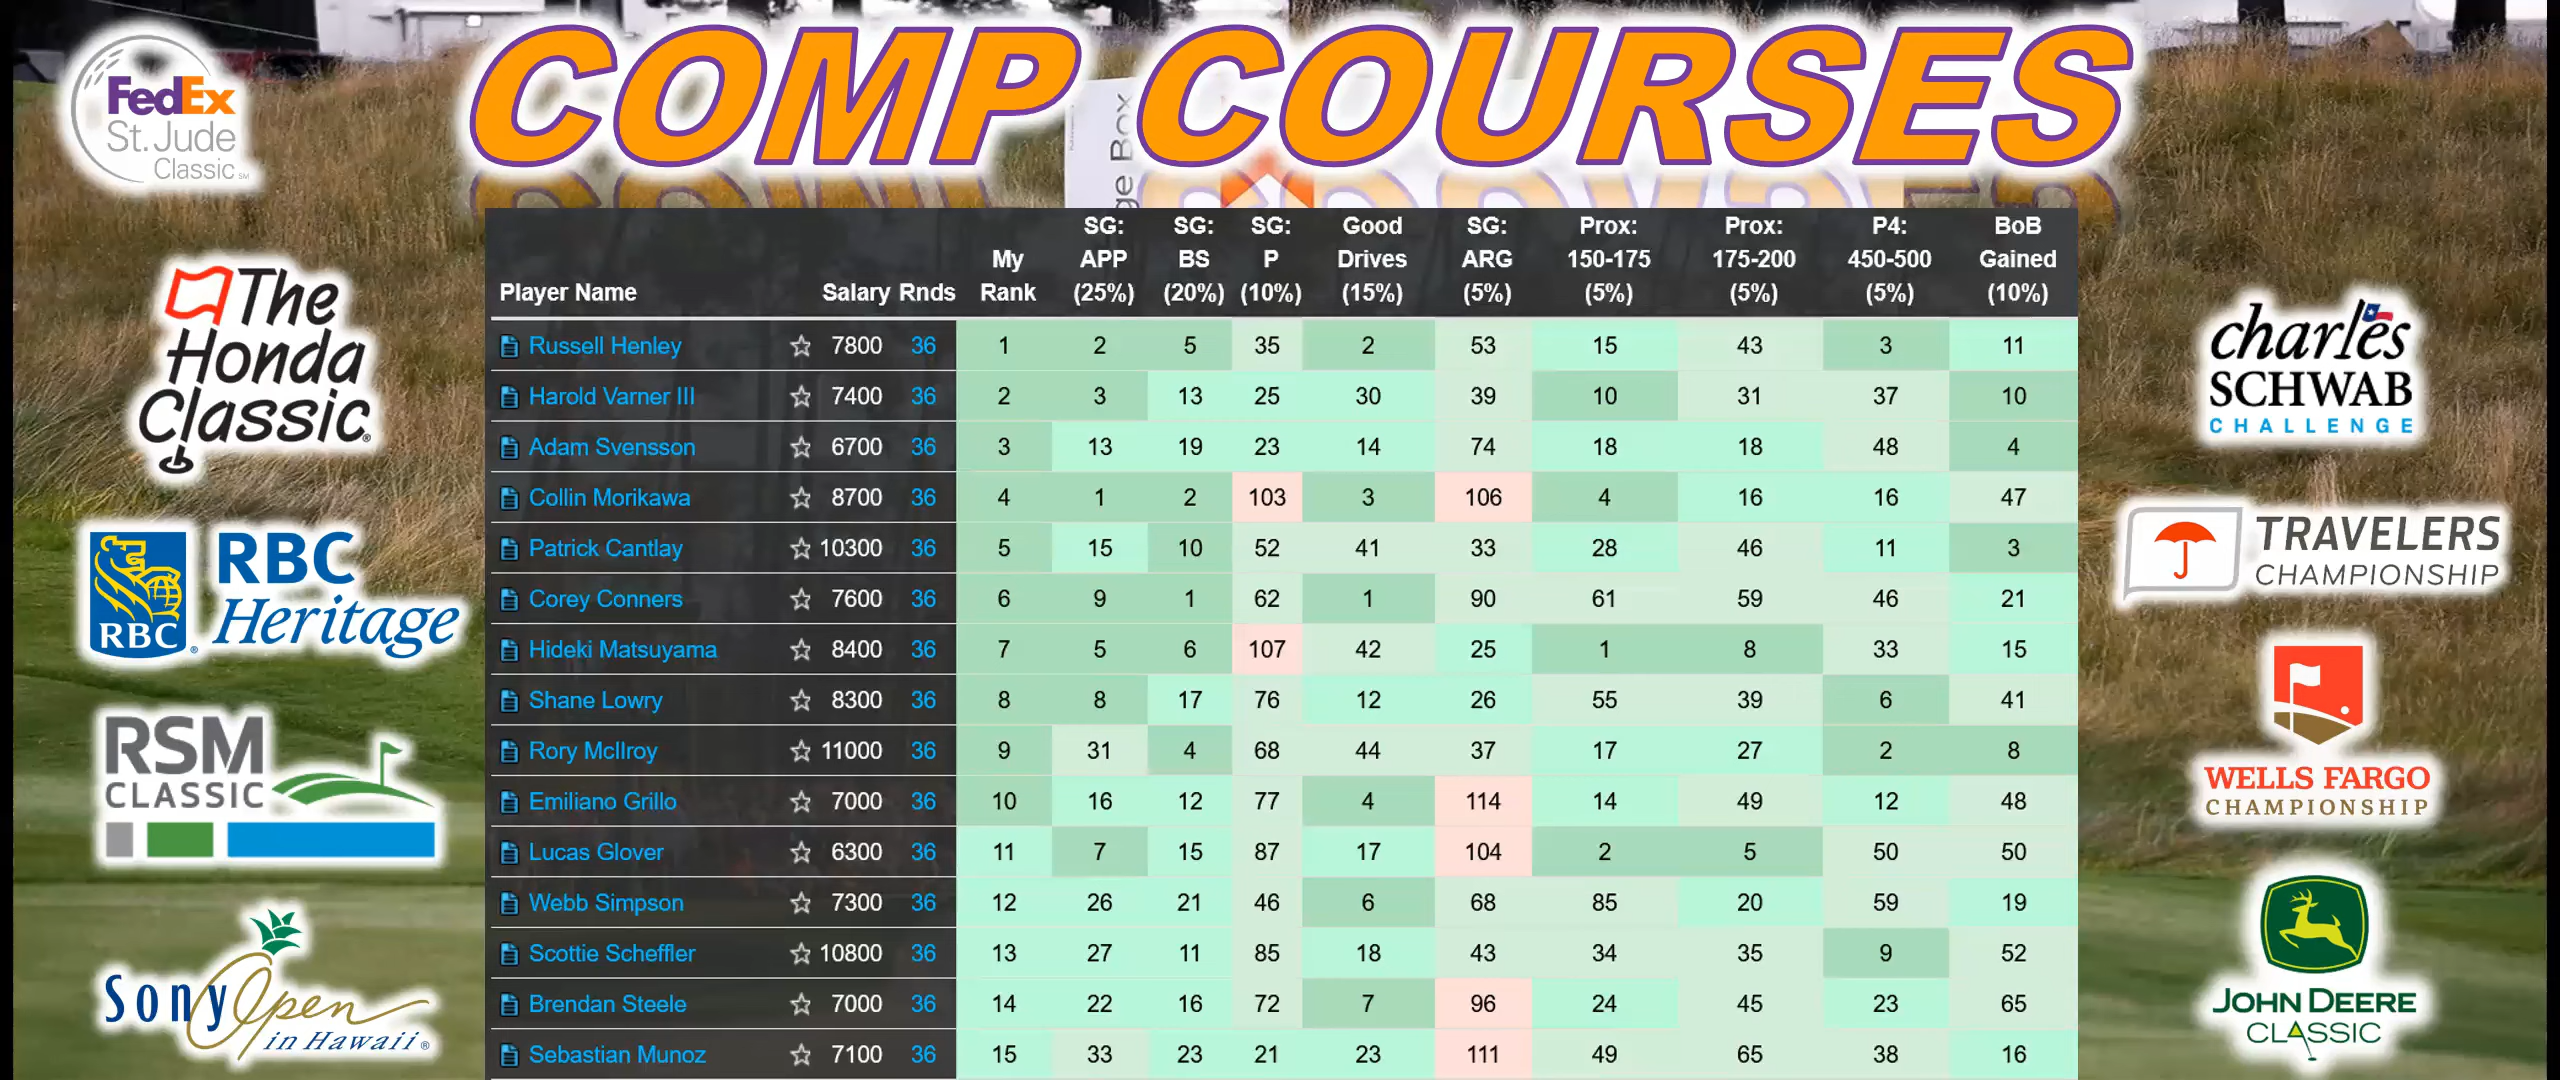 COMP COURSES
FedEx
St. Jude
Classic
The
Honda
Classic
RBC
RBC
Heritage
RSM
CLASSIC
Sony Open
in Hawaii
ge Box
Player Name Salary Rnds My Rank SG: APP (25%) SG: BS (20%) SG: P (10%) Good Drives (15%) SG: ARG (5%) Prox: 150-175 (5%) Prox: 175-200 (5%) P4: 450-500 (5%) BoB Gained (10%)
Russell Henley 7800 36 1 2 5 35 2 53 15 43 3 11
Harold Varner III 7400 36 2 3 13 25 30 39 10 31 37 10
Adam Svensson 6700 36 3 13 19 23 14 74 18 18 48 4
Collin Morikawa 8700 36 4 1 2 103 3 106 4 16 16 47
Patrick Cantlay 10300 36 5 15 10 52 41 33 28 46 11 3
Corey Conners 7600 36 6 9 1 62 1 90 61 59 46 21
Hideki Matsuyama 8400 36 7 5 6 107 42 25 1 8 33 15
Shane Lowry 8300 36 8 8 17 76 12 26 55 39 6 41
Rory McIlroy 11000 36 9 31 4 68 44 37 17 27 2 8
Emiliano Grillo 7000 36 10 16 12 77 4 114 14 49 12 48
Lucas Glover 6300 36 11 7 15 87 17 104 2 5 50 50
Webb Simpson 7300 36 12 26 21 46 6 68 85 20 59 19
Scottie Scheffler 10800 36 13 27 11 85 18 43 34 35 9 52
Brendan Steele 7000 36 14 22 16 72 7 96 24 45 23 65
Sebastian Munoz 7100 36 15 33 23 21 23 111 49 65 38 16
charles
SCHWAB
CHALLENGE
TRAVELERS
CHAMPIONSHIP
WELLS FARGO
CHAMPIONSHIP
JOHN DEERE
CLASSIC